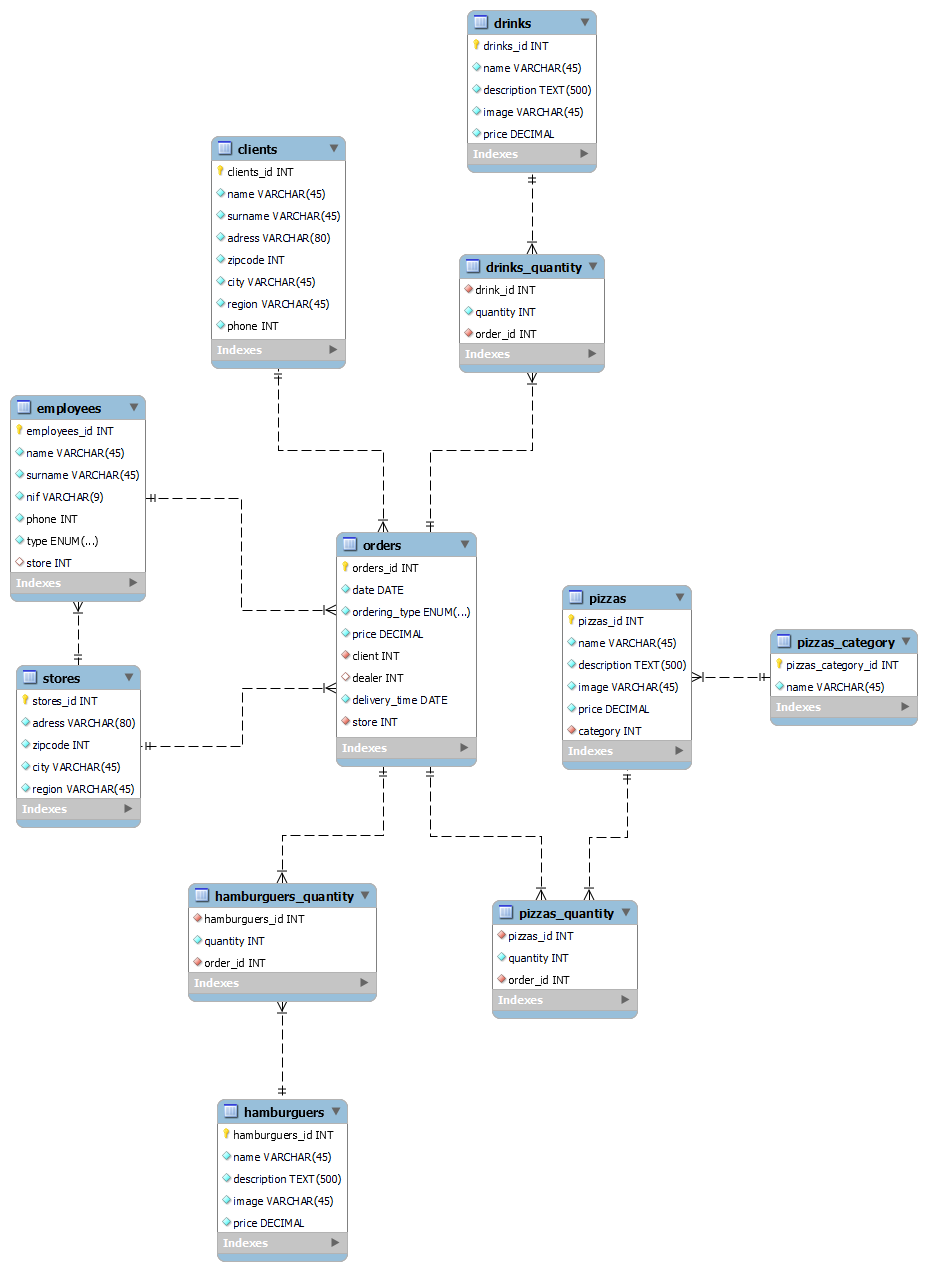 drinks
drinks_id INT
name VARCHAR(45)
description TEXT(500)
image VARCHAR(45)
price DECIMAL
Indexes
clients
clients_id INT
name VARCHAR(45)
surname VARCHAR(45)
adress VARCHAR(80)
zipcode INT
city VARCHAR(45)
region VARCHAR(45)
phone INT
Indexes
drinks_quantity
drink_id INT
quantity INT
order_id INT
Indexes
employees
employees_id INT
name VARCHAR(45)
surname VARCHAR(45)
nif VARCHAR(9)
phone INT
type ENUM(...)
store INT
Indexes
orders
orders_id INT
date DATE
ordering_type ENUM(...)
price DECIMAL
client INT
dealer INT
delivery_time DATE
store INT
Indexes
pizzas
pizzas_id INT
name VARCHAR(45)
description TEXT(500)
image VARCHAR(45)
price DECIMAL
category INT
Indexes
pizzas_category
pizzas_category_id INT
name VARCHAR(45)
Indexes
stores
stores_id INT
adress VARCHAR(80)
zipcode INT
city VARCHAR(45)
region VARCHAR(45)
Indexes
hamburguers_quantity
hamburguers_id INT
quantity INT
order_id INT
Indexes
pizzas_quantity
pizzas_id INT
quantity INT
order_id INT
Indexes
hamburguers
hamburguers_id INT
name VARCHAR(45)
description TEXT(500)
image VARCHAR(45)
price DECIMAL
Indexes